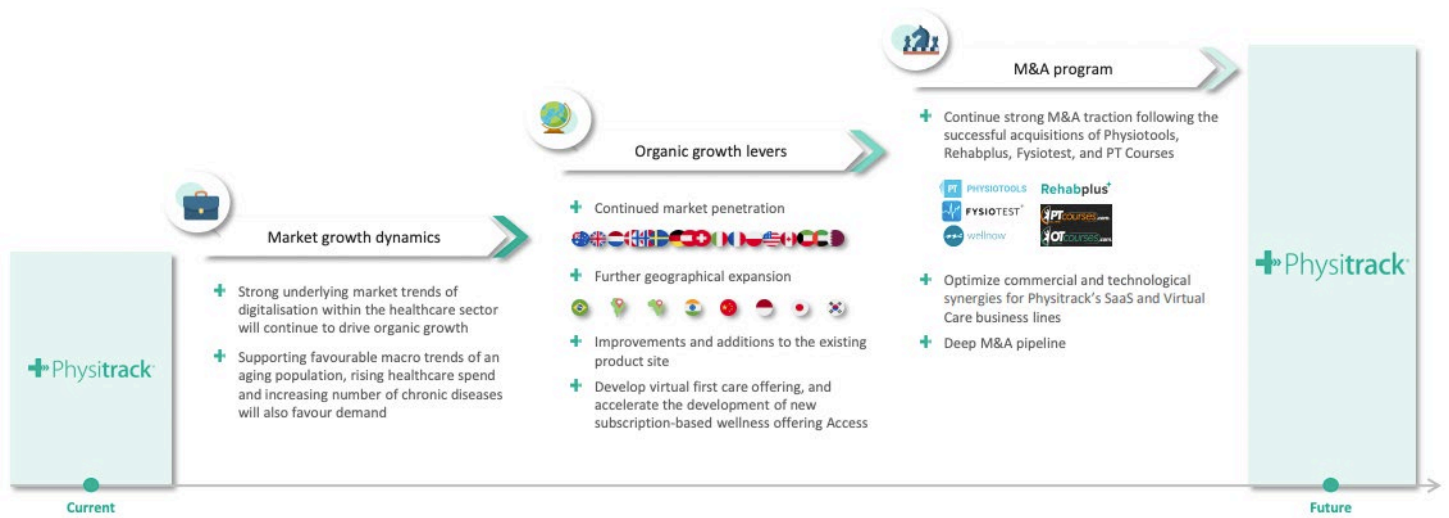 Physitrack
Current
Market growth dynamics
Strong underlying market trends of
digitalisation within the healthcare sector
will continue to drive organic growth
Supporting favourable macro trends of an
aging population, rising healthcare spend
and increasing number of chronic diseases
will also favour demand
Organic growth levers
Continued market penetration
Further geographical expansion
Improvements and additions to the existing
product site
Develop virtual first care offering, and
accelerate the development of new
subscription-based wellness offering Access
M&A program
Continue strong M&A traction following the
successful acquisitions of Physiotools,
Rehabplus, Fysiotest, and PT Courses
PT PHYSIOTOOLS
Rehabplus+
FYSIOTEST+
PTcourses.com
wellnow
OTcourses.com
Optimize commercial and technological
synergies for Physitrack's SaaS and Virtual
Care business lines
Deep M&A pipeline
Physitrack
Future